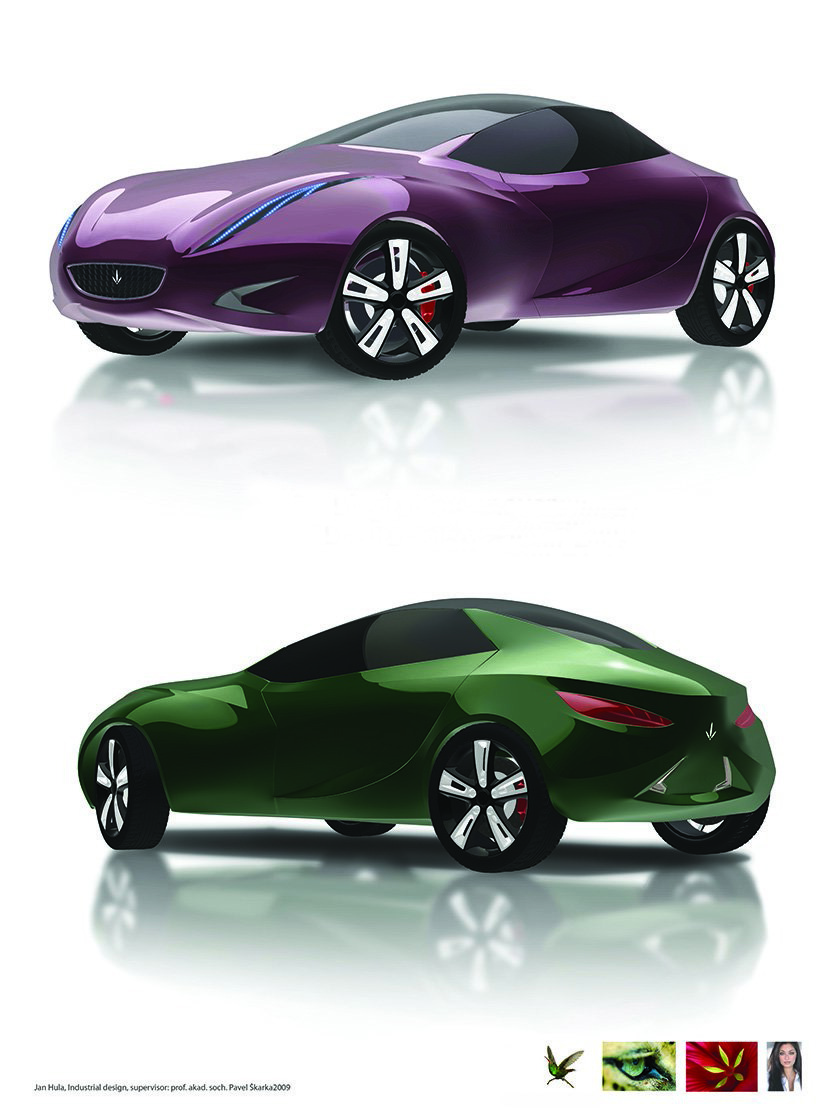 Jan Hula, Industrial design, supervisor: prof. akad. soch. Pavel Škarka2009